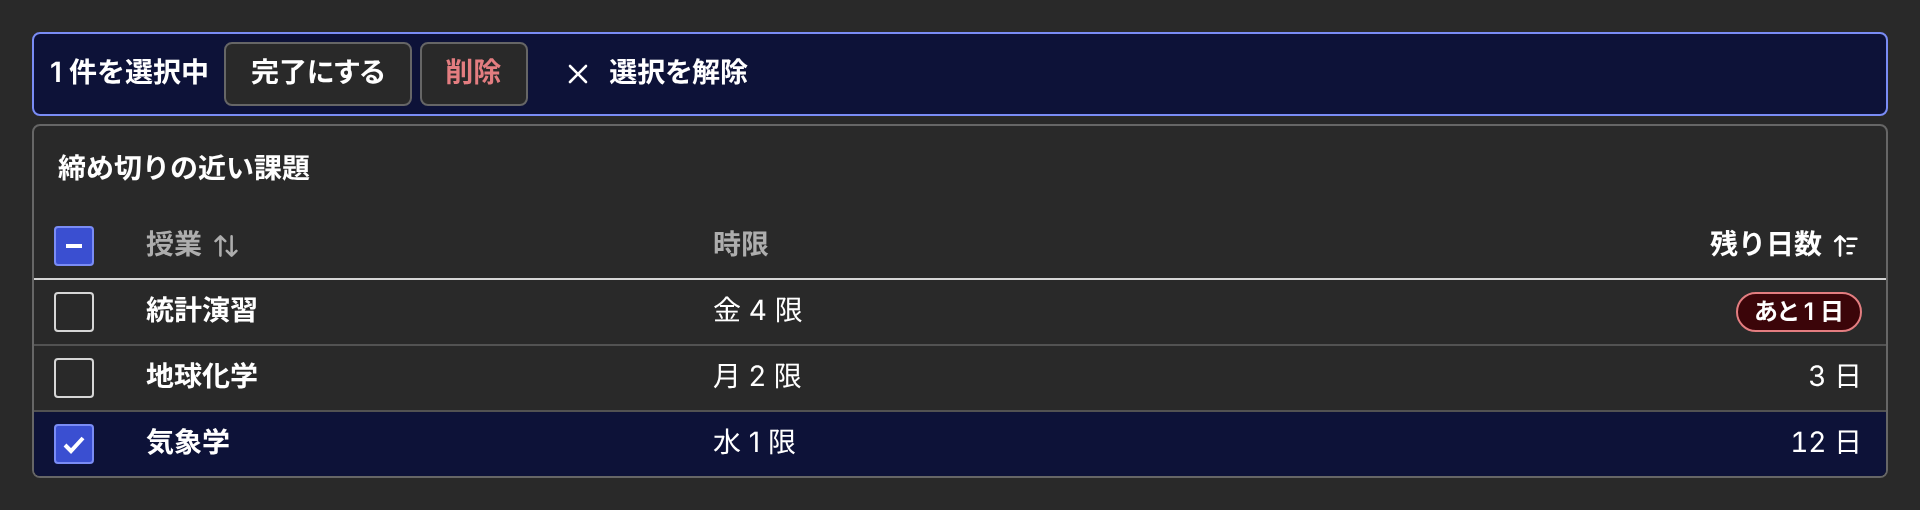 1件を選択中 完了にする 削除 選択を解除
締め切りの近い課題
授業 時限 残り日数
統計演習 金 4 限 あと1日
地球化学 月 2 限 3 日
気象学 水 1 限 12 日